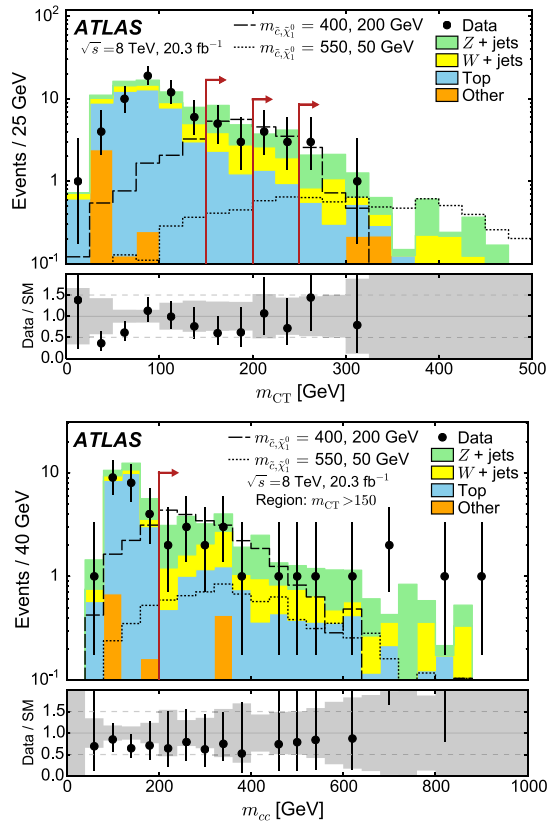 ATLAS
√s=8 TeV, 20.3 fb⁻¹
m_{c̃,χ̃₁⁰} = 400, 200 GeV
m_{c̃,χ̃₁⁰} = 550, 50 GeV
Data
Z + jets
W + jets
Top
Other
Events / 25 GeV
10²
10
1
10⁻¹
Data / SM
1.5
1.0
0.5
0.0
0 100 200 300 400 500
m_CT [GeV]
ATLAS
m_{c̃,χ̃₁⁰} = 400, 200 GeV
m_{c̃,χ̃₁⁰} = 550, 50 GeV
√s=8 TeV, 20.3 fb⁻¹
Region: m_CT>150
Data
Z + jets
W + jets
Top
Other
Events / 40 GeV
10
1
10⁻¹
Data / SM
1.5
1.0
0.5
0.0
0 200 400 600 800 1000
m_cc [GeV]